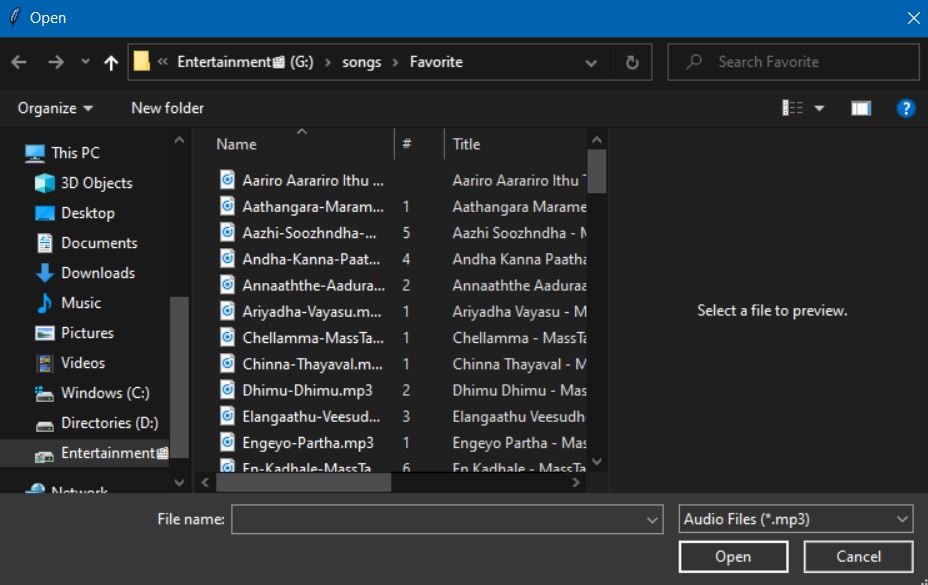 Open
Entertainment (G:) › songs › Favorite
Search Favorite
Organize
New folder
This PC
3D Objects
Desktop
Documents
Downloads
Music
Pictures
Videos
Windows (C:)
Directories (D:)
Entertainment
Network
Name # Title
Aariro Aarariro Ithu ... Aariro Aarariro Ithu
Aathangara-Maram... 1 Aathangara Marame
Aazhi-Soozhndha-... 5 Aazhi Soozhndha - M
Andha-Kanna-Paat... 4 Andha Kanna Paatha
Annaaththe-Aadura... 2 Annaaththe Aaduraa
Ariyadha-Vayasu.m... 1 Ariyadha Vayasu - M
Chellamma-MassTa... 1 Chellamma - MassTa
Chinna-Thayaval.m... 1 Chinna Thayaval - M
Dhimu-Dhimu.mp3 2 Dhimu Dhimu - Mas
Elangaathu-Veesud... 3 Elangaathu Veesudh
Engeyo-Partha.mp3 1 Engeyo Partha - Mas
En-Kadhale-MassTa... 6 En Kadhale - MassTa
Select a file to preview.
File name:
Audio Files (*.mp3)
Open
Cancel